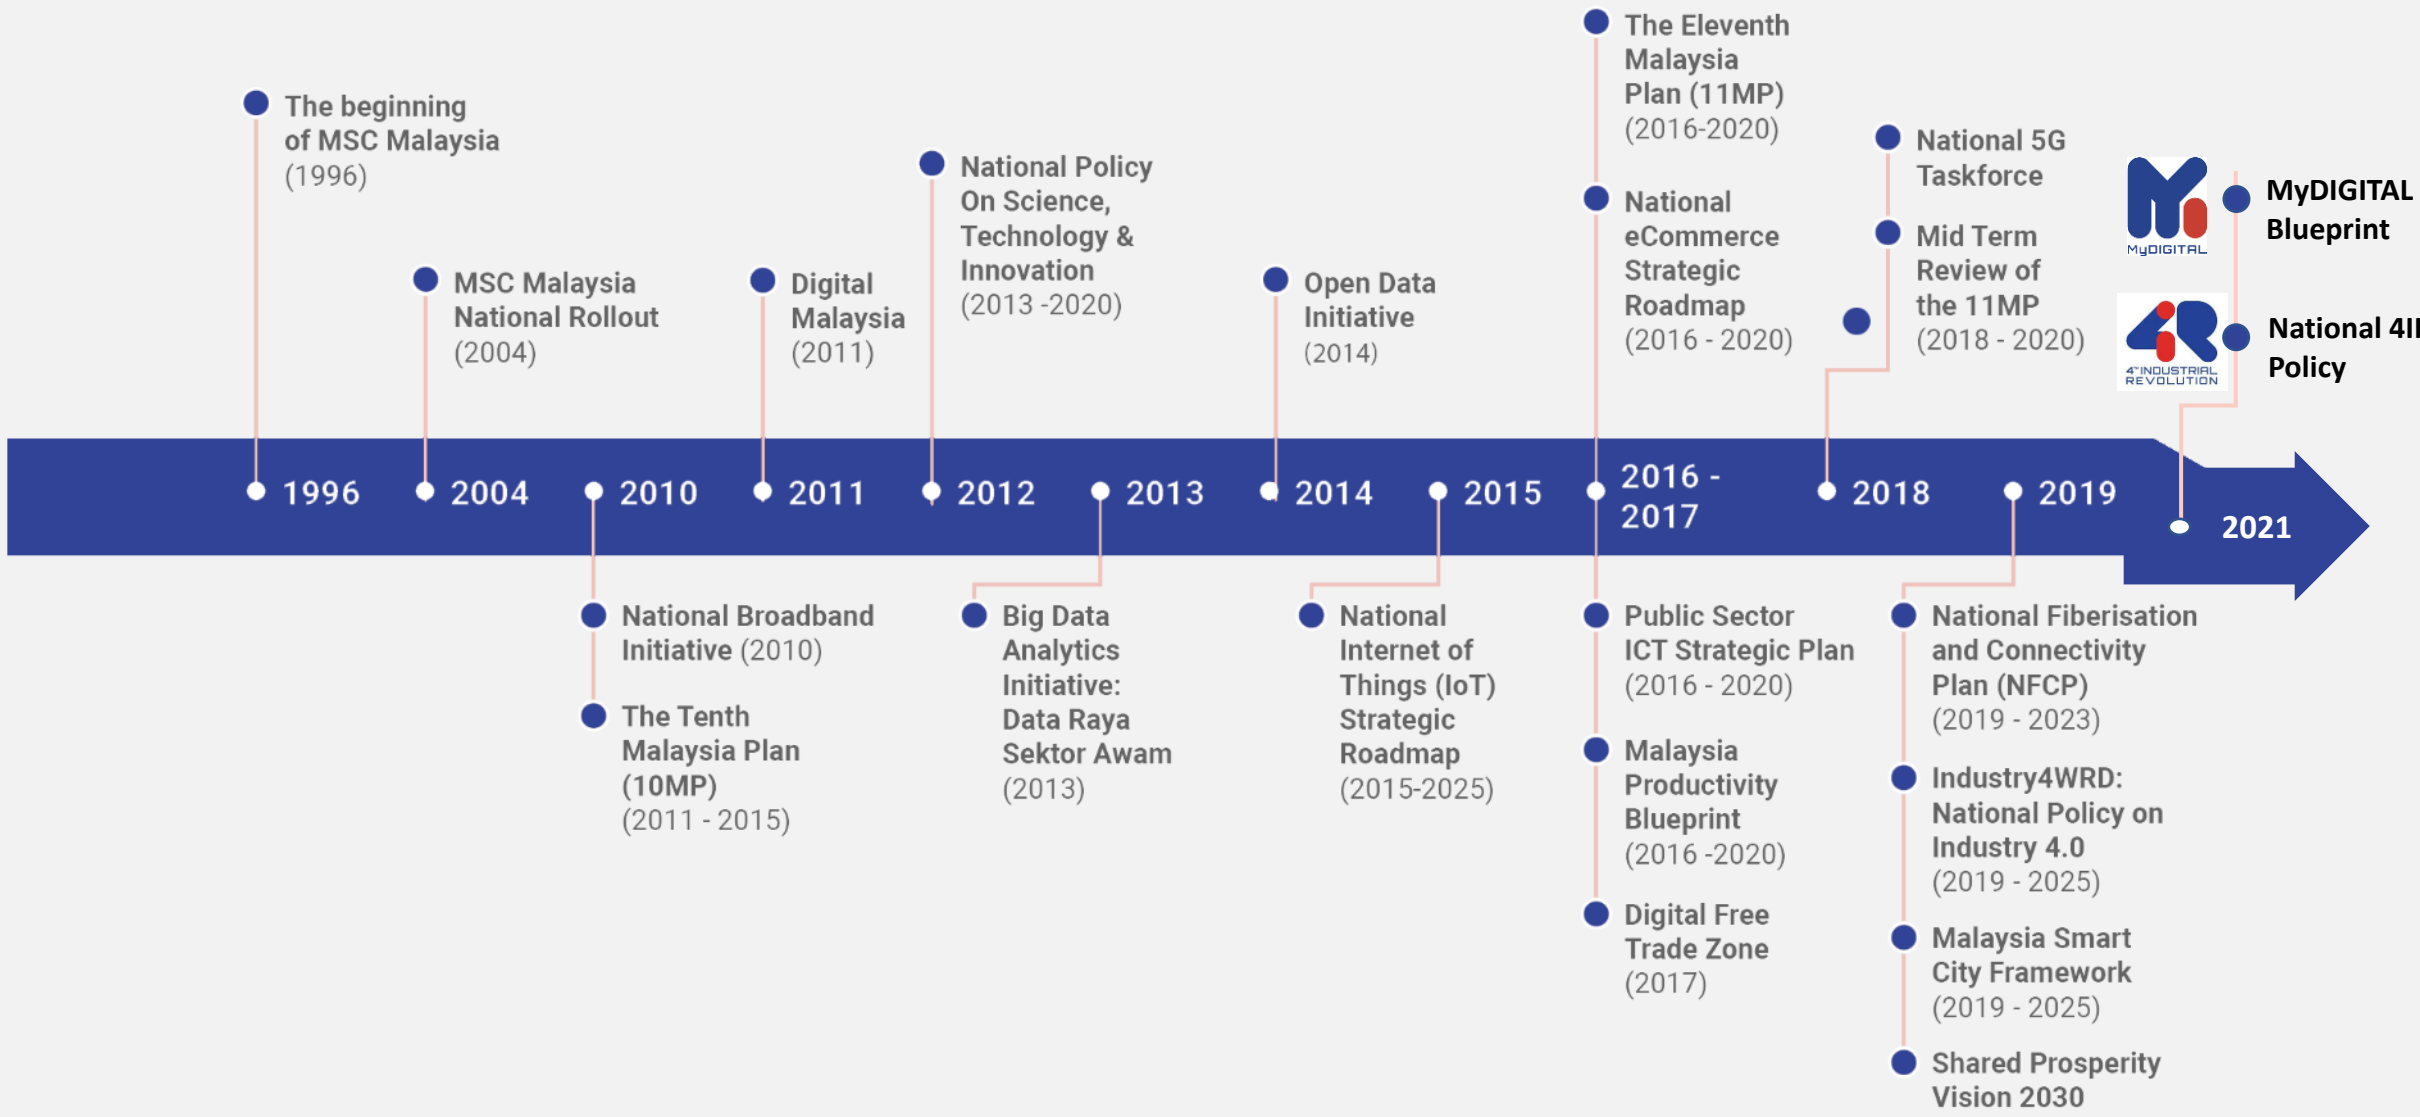 The beginning
of MSC Malaysia
(1996)
MSC Malaysia
National Rollout
(2004)
Digital
Malaysia
(2011)
National Policy
On Science,
Technology &
Innovation
(2013 -2020)
Open Data
Initiative
(2014)
The Eleventh
Malaysia
Plan (11MP)
(2016-2020)
National
eCommerce
Strategic
Roadmap
(2016 - 2020)
National 5G
Taskforce
Mid Term
Review of
the 11MP
(2018 - 2020)
MyDIGITAL
MyDIGITAL
Blueprint
4iR
4TH INDUSTRIAL
REVOLUTION
National
Policy
1996
2004
2010
2011
2012
2013
2014
2015
2016 -
2017
2018
2019
2021
National Broadband
Initiative (2010)
The Tenth
Malaysia Plan
(10MP)
(2011 - 2015)
Big Data
Analytics
Initiative:
Data Raya
Sektor Awam
(2013)
National
Internet of
Things (IoT)
Strategic
Roadmap
(2015-2025)
Public Sector
ICT Strategic Plan
(2016 - 2020)
Malaysia
Productivity
Blueprint
(2016 -2020)
Digital Free
Trade Zone
(2017)
National Fiberisation
and Connectivity
Plan (NFCP)
(2019 - 2023)
Industry4WRD:
National Policy on
Industry 4.0
(2019 - 2025)
Malaysia Smart
City Framework
(2019 - 2025)
Shared Prosperity
Vision 2030